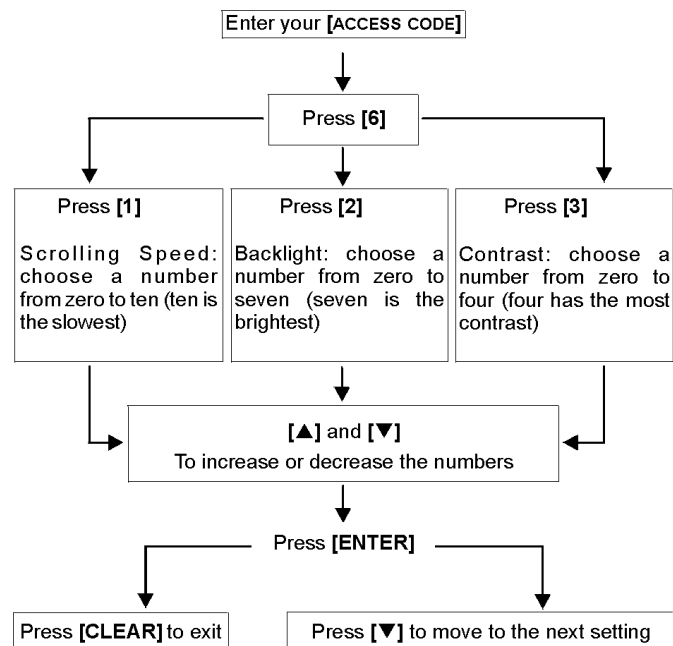 Enter your [ACCESS CODE]
Press [6]
Press [1]
Scrolling Speed:
choose a number
from zero to ten (ten is
the slowest)
Press [2]
Backlight: choose a
number from zero to
seven (seven is the
brightest)
Press [3]
Contrast: choose a
number from zero to
four (four has the most
contrast)
[▲] and [▼]
To increase or decrease the numbers
Press [ENTER]
Press [CLEAR] to exit
Press [▼] to move to the next setting